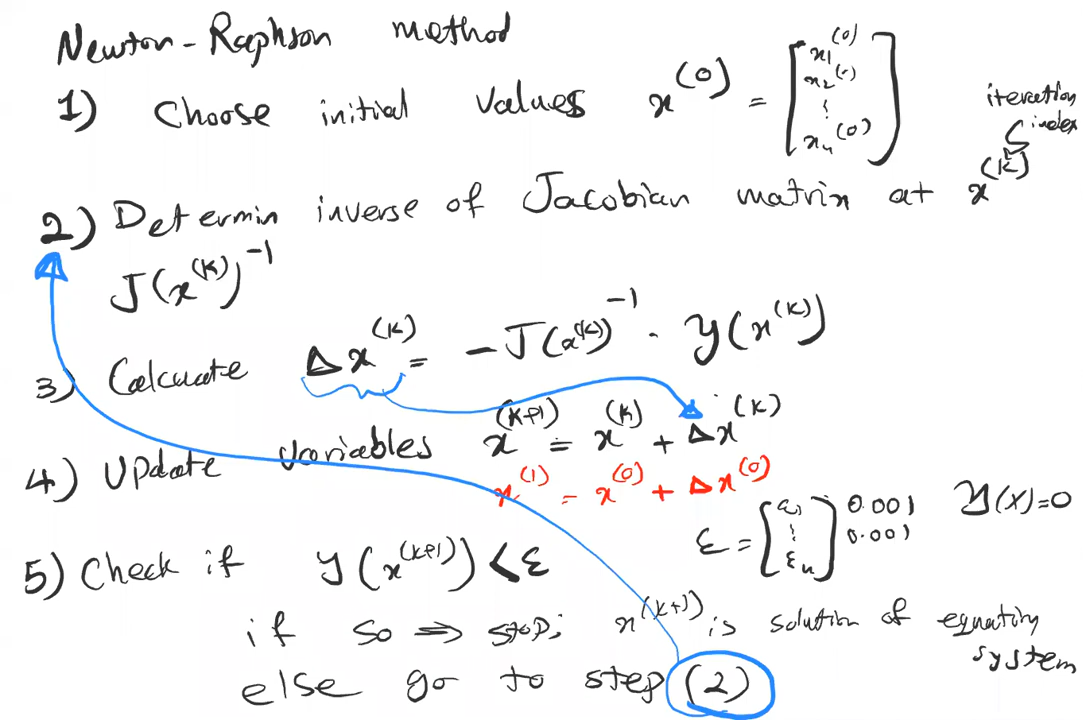 Newton-Raphson method
1) Choose initial values x^(0) = [x1^(0) x2^(0) ⋮ xn^(0)]
iteration index
2) Determin inverse of Jacobian matrix at x^(k)
J(x^(k))^-1
3) Calcuate Δx^(k) = -J(x^(k))^-1 · y(x^(k))
4) Update variables x^(k+1) = x^(k) + Δx^(k)
x^(1) = x^(0) + Δx^(0)
ε = [ε1 ⋮ εn] 0.001 0.001 y(x)=0
5) Check if y(x^(k+1)) < ε
if so ⇒ stop; x^(k+1) is solution of equation system
else go to step (2)